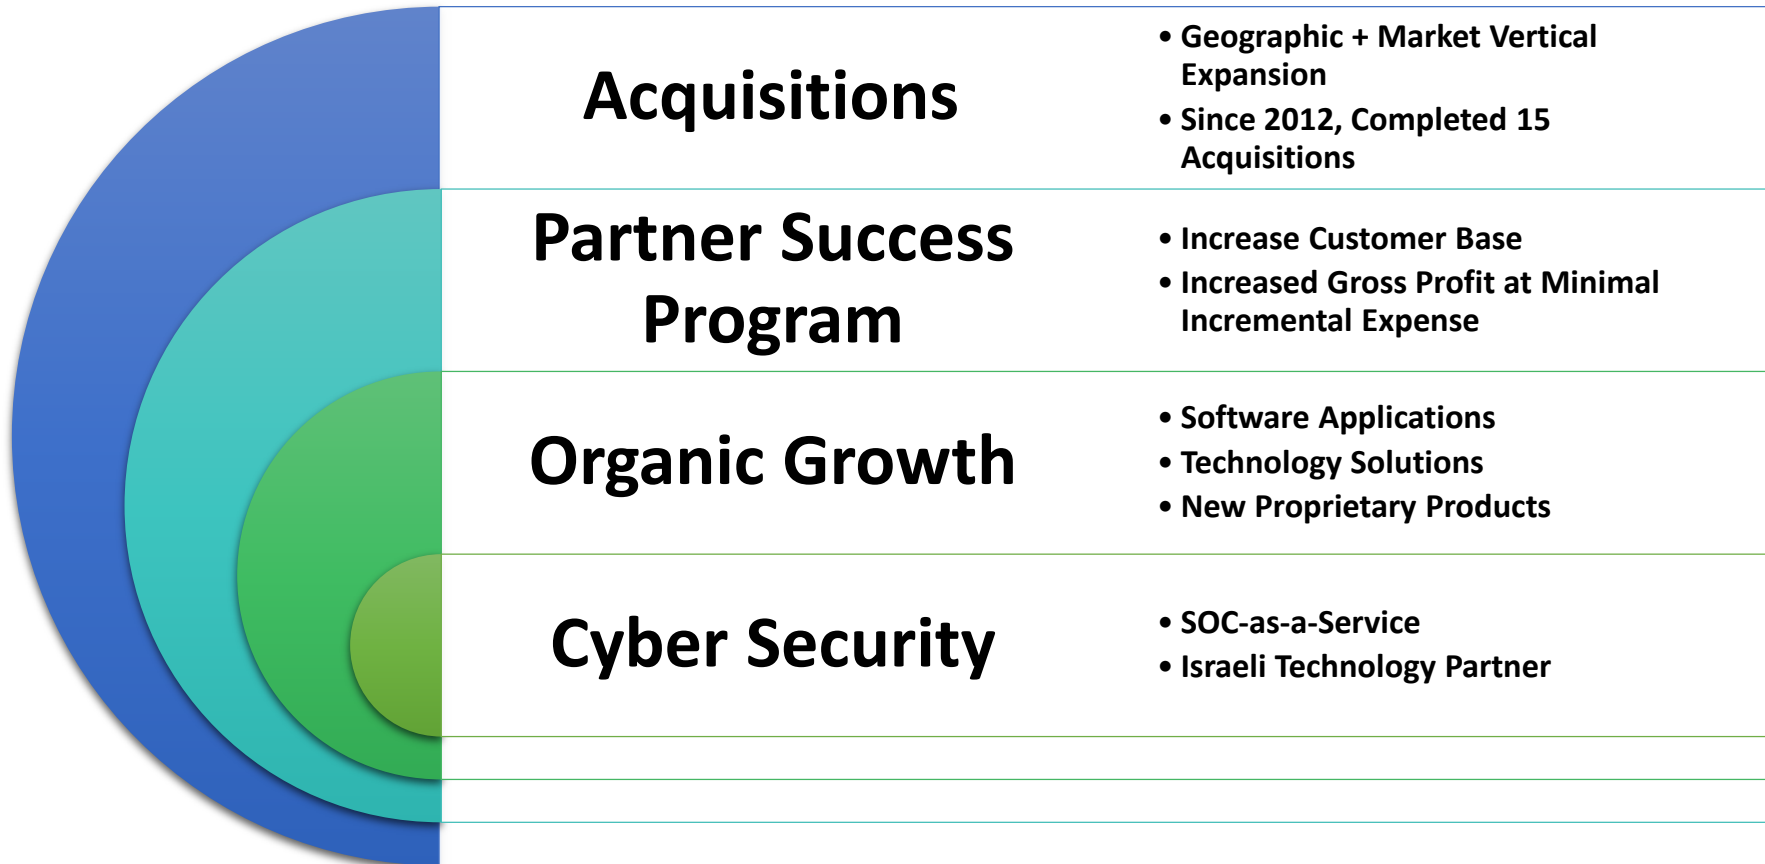 Acquisitions
• Geographic + Market Vertical
Expansion
• Since 2012, Completed 15
Acquisitions
Partner Success
Program
• Increase Customer Base
• Increased Gross Profit at Minimal
Incremental Expense
Organic Growth
• Software Applications
• Technology Solutions
• New Proprietary Products
Cyber Security
• SOC-as-a-Service
• Israeli Technology Partner